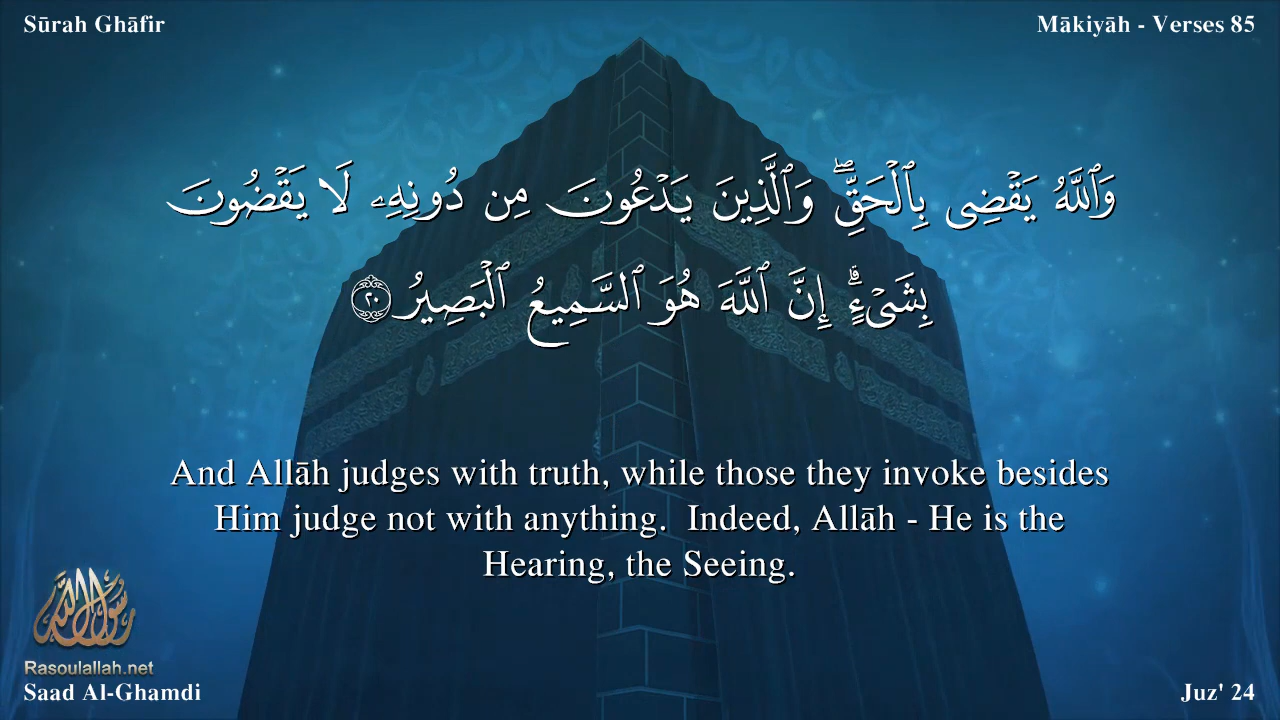 Sūrah Ghāfir
Mākiyāh - Verses 85
وَٱللَّهُ يَقْضِى بِٱلْحَقِّ ۖ وَٱلَّذِينَ يَدْعُونَ مِن دُونِهِۦ لَا يَقْضُونَ
بِشَىْءٍ ۗ إِنَّ ٱللَّهَ هُوَ ٱلسَّمِيعُ ٱلْبَصِيرُ ٢٠
And Allāh judges with truth, while those they invoke besides
Him judge not with anything.  Indeed, Allāh - He is the
Hearing, the Seeing.
رسول الله
Rasoulallah.net
Saad Al-Ghamdi
Juz' 24